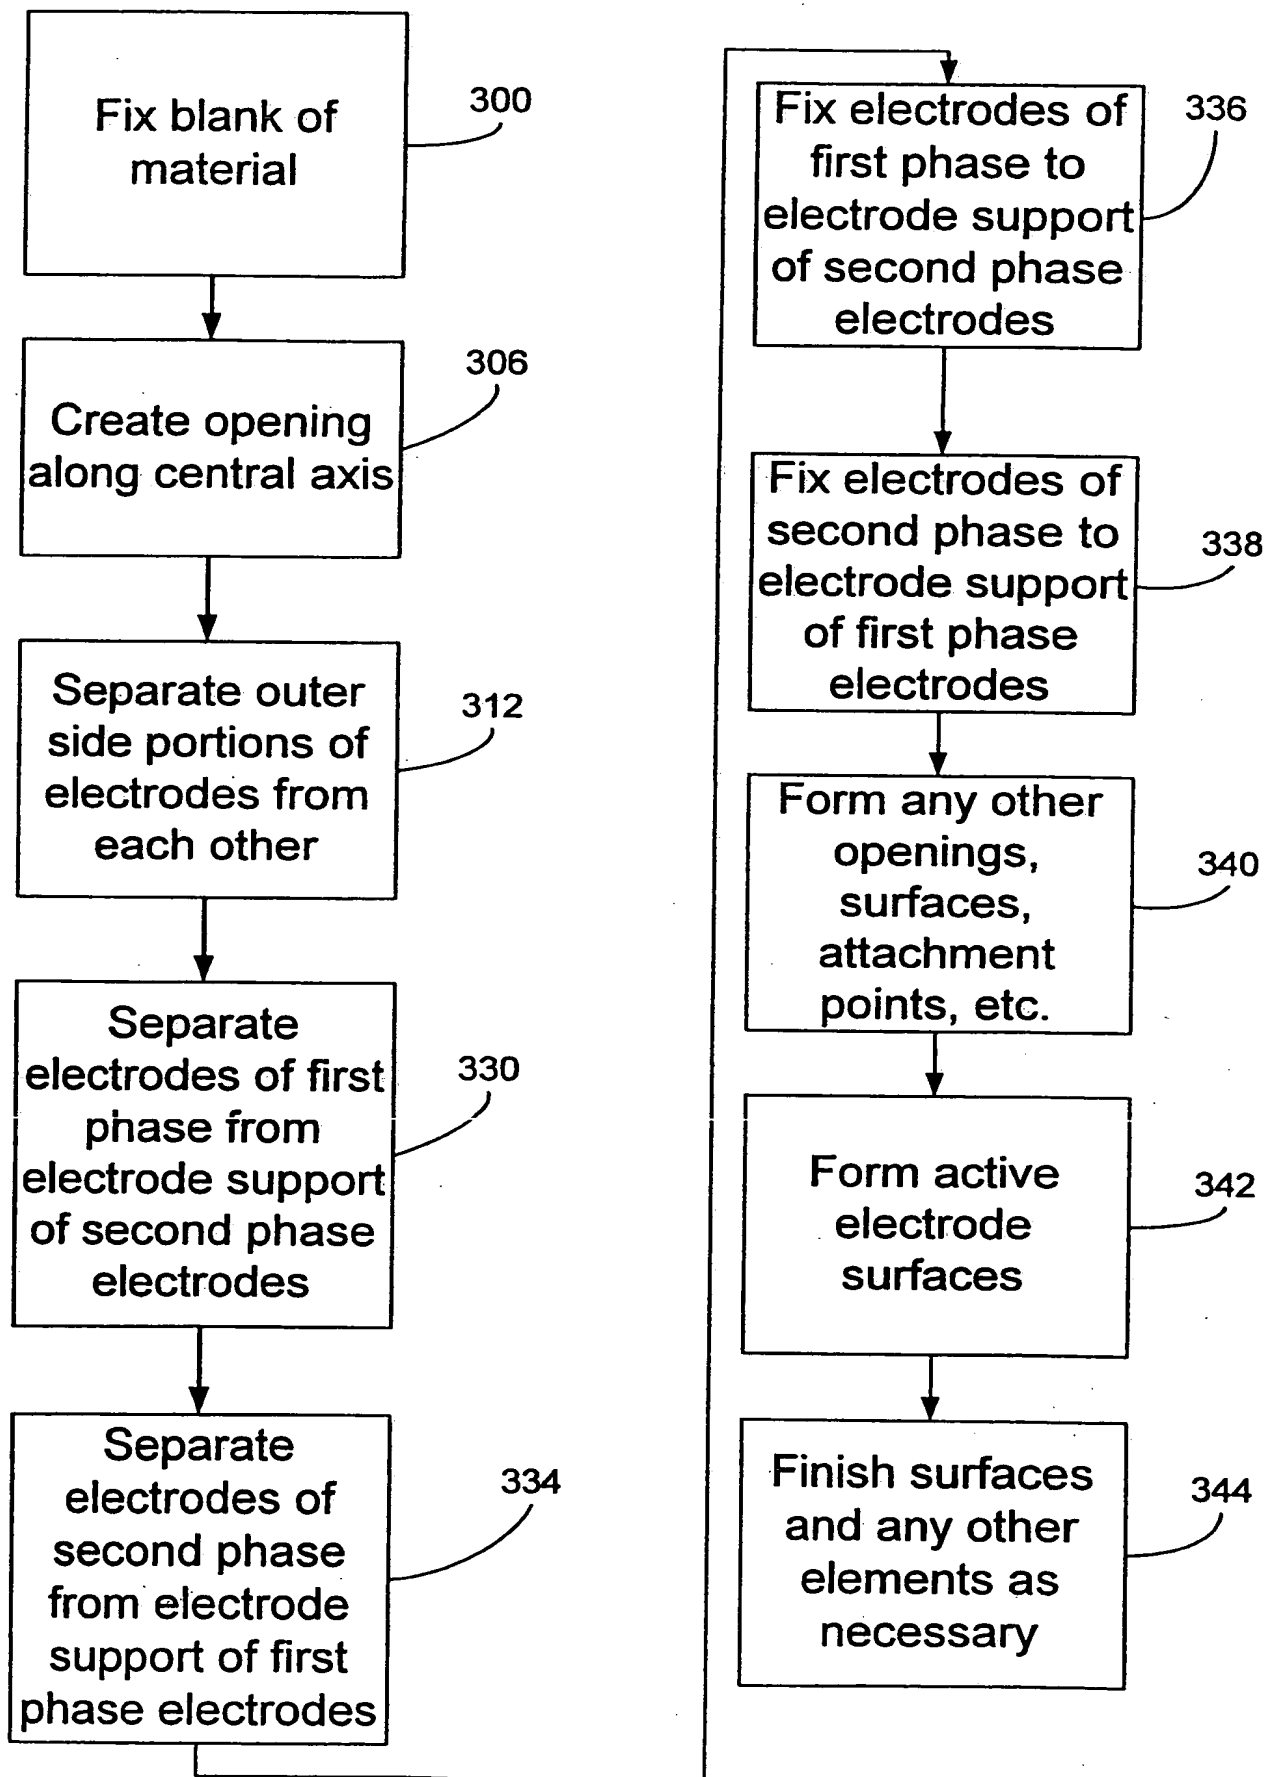 Fix blank of
material
300
Create opening
along central axis
306
Separate outer
side portions of
electrodes from
each other
312
Separate
electrodes of first
phase from
electrode support
of second phase
electrodes
330
Separate
electrodes of
second phase
from electrode
support of first
phase electrodes
334
Fix electrodes of
first phase to
electrode support
of second phase
electrodes
336
Fix electrodes of
second phase to
electrode support
of first phase
electrodes
338
Form any other
openings,
surfaces,
attachment
points, etc.
340
Form active
electrode
surfaces
342
Finish surfaces
and any other
elements as
necessary
344